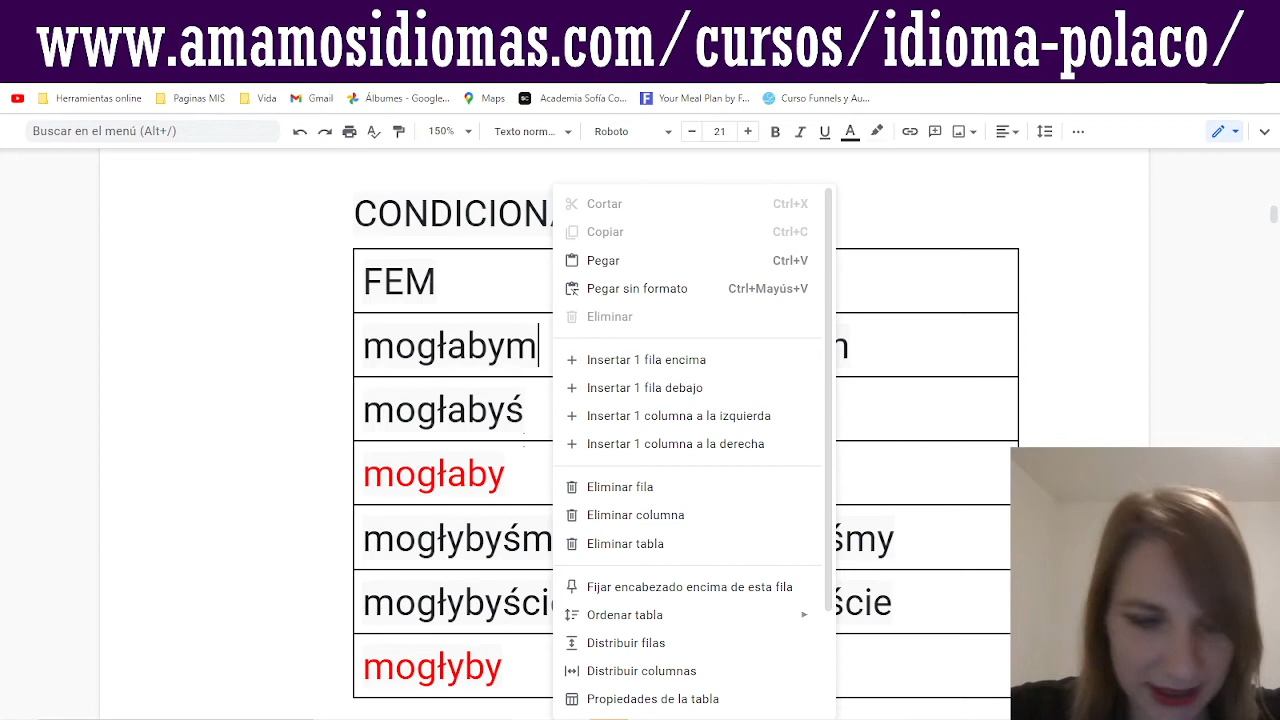 www.amamosidiomas.com/cursos/idioma-polaco/
Herramientas online Paginas MIS Vida Gmail Álbumes - Google... Maps Academia Sofía Co... Your Meal Plan by F... Curso Funnels y Au...
Buscar en el menú (Alt+/) 150% Texto norm... Roboto 21
CONDICIONA
FEM
mogłabym
mogłabyś
mogłaby
mogłybyśm śmy
mogłybyści ście
mogłyby
Cortar Ctrl+X
Copiar Ctrl+C
Pegar Ctrl+V
Pegar sin formato Ctrl+Mayús+V
Eliminar
Insertar 1 fila encima
Insertar 1 fila debajo
Insertar 1 columna a la izquierda
Insertar 1 columna a la derecha
Eliminar fila
Eliminar columna
Eliminar tabla
Fijar encabezado encima de esta fila
Ordenar tabla
Distribuir filas
Distribuir columnas
Propiedades de la tabla